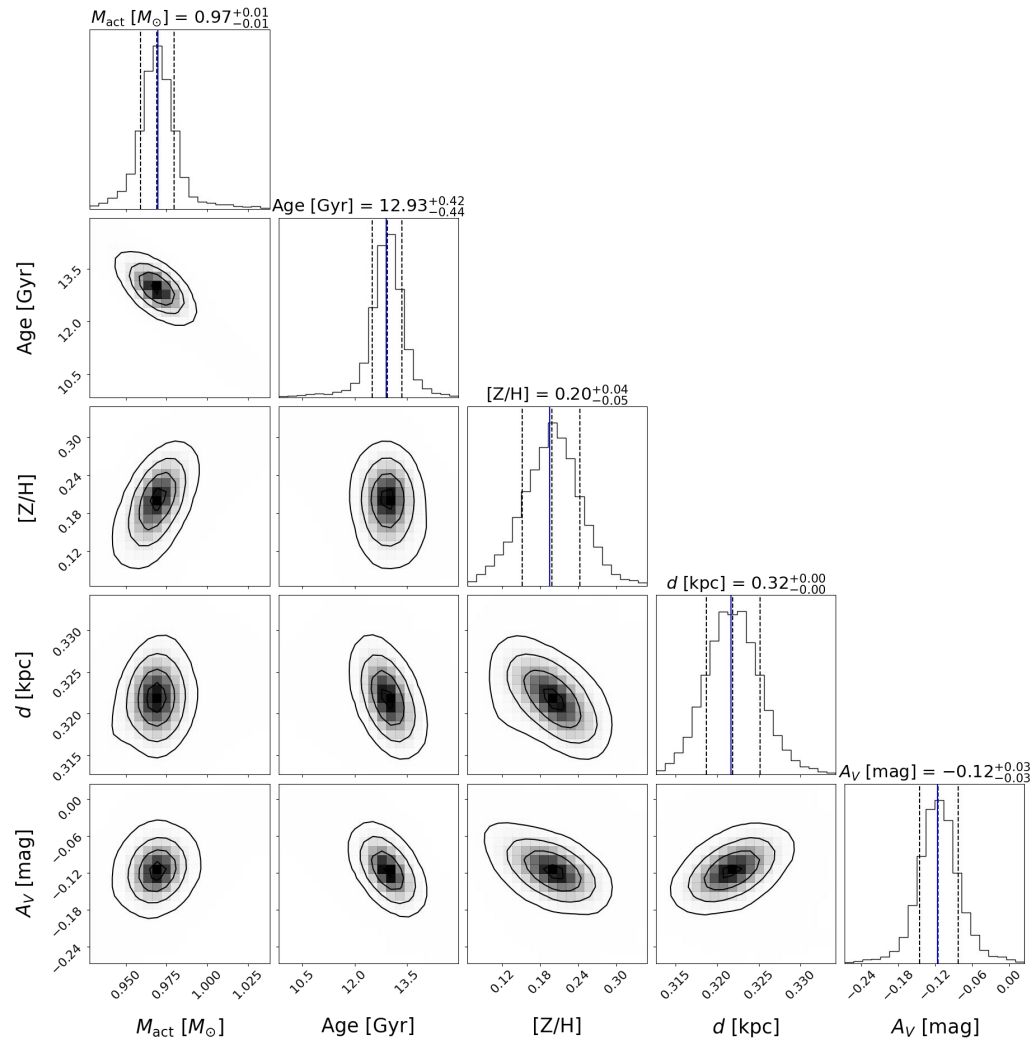 M_act [M_⊙] = 0.97^{+0.01}_{-0.01}
Age [Gyr] = 12.93^{+0.42}_{-0.44}
Age [Gyr]
13.5
12.0
10.5
[Z/H] = 0.20^{+0.04}_{-0.05}
[Z/H]
0.30
0.24
0.18
0.12
d [kpc] = 0.32^{+0.00}_{-0.00}
d [kpc]
0.330
0.325
0.320
0.315
A_V [mag] = −0.12^{+0.03}_{-0.03}
A_V [mag]
0.00
−0.06
−0.12
−0.18
−0.24
0.950 0.975 1.000 1.025
10.5 12.0 13.5
0.12 0.18 0.24 0.30
0.315 0.320 0.325 0.330
−0.24 −0.18 −0.12 −0.06 0.00
M_act [M_⊙] Age [Gyr] [Z/H] d [kpc] A_V [mag]